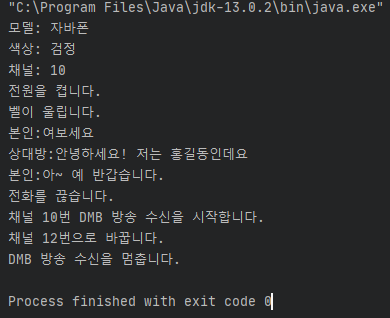 "C:\Program Files\Java\jdk-13.0.2\bin\java.exe"
모델: 자바폰
색상: 검정
채널: 10
전원을 켭니다.
벨이 울립니다.
본인:여보세요
상대방:안녕하세요! 저는 홍길동인데요
본인:아~ 예 반갑습니다.
전화를 끊습니다.
채널 10번 DMB 방송 수신을 시작합니다.
채널 12번으로 바꿉니다.
DMB 방송 수신을 멈춥니다.
Process finished with exit code 0